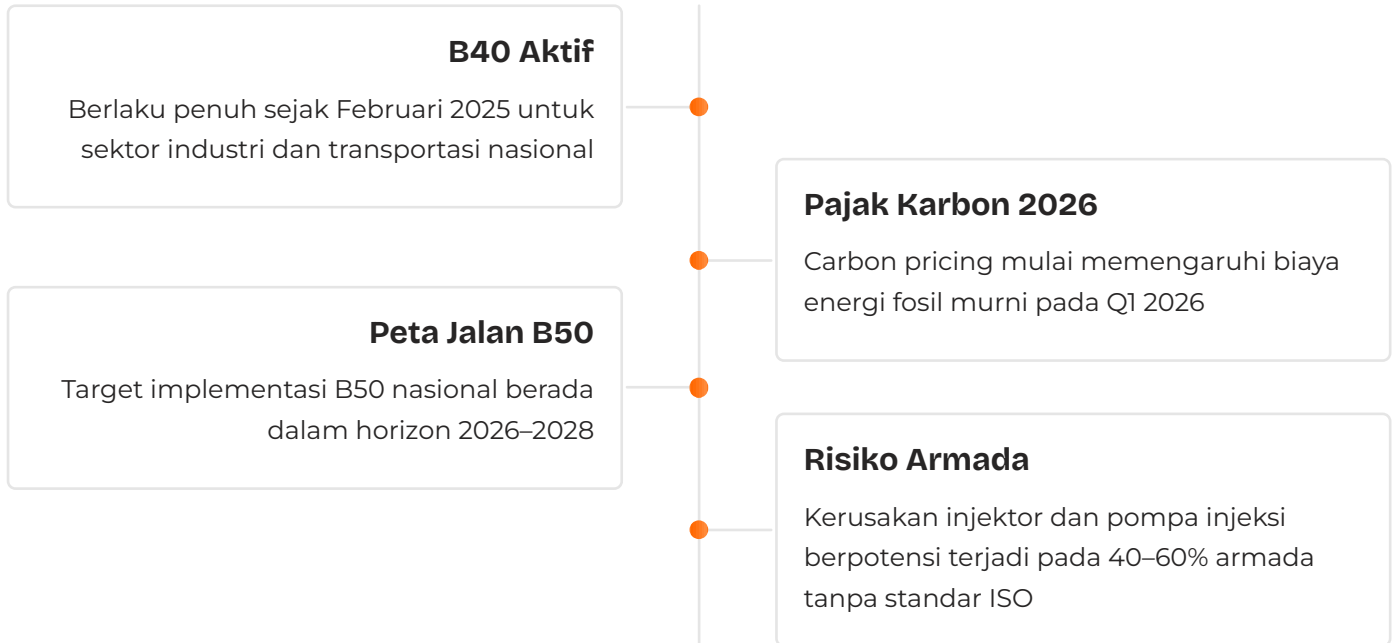 B40 Aktif
Berlaku penuh sejak Februari 2025 untuk
sektor industri dan transportasi nasional
Pajak Karbon 2026
Carbon pricing mulai memengaruhi biaya
energi fosil murni pada Q1 2026
Peta Jalan B50
Target implementasi B50 nasional berada
dalam horizon 2026–2028
Risiko Armada
Kerusakan injektor dan pompa injeksi
berpotensi terjadi pada 40–60% armada
tanpa standar ISO